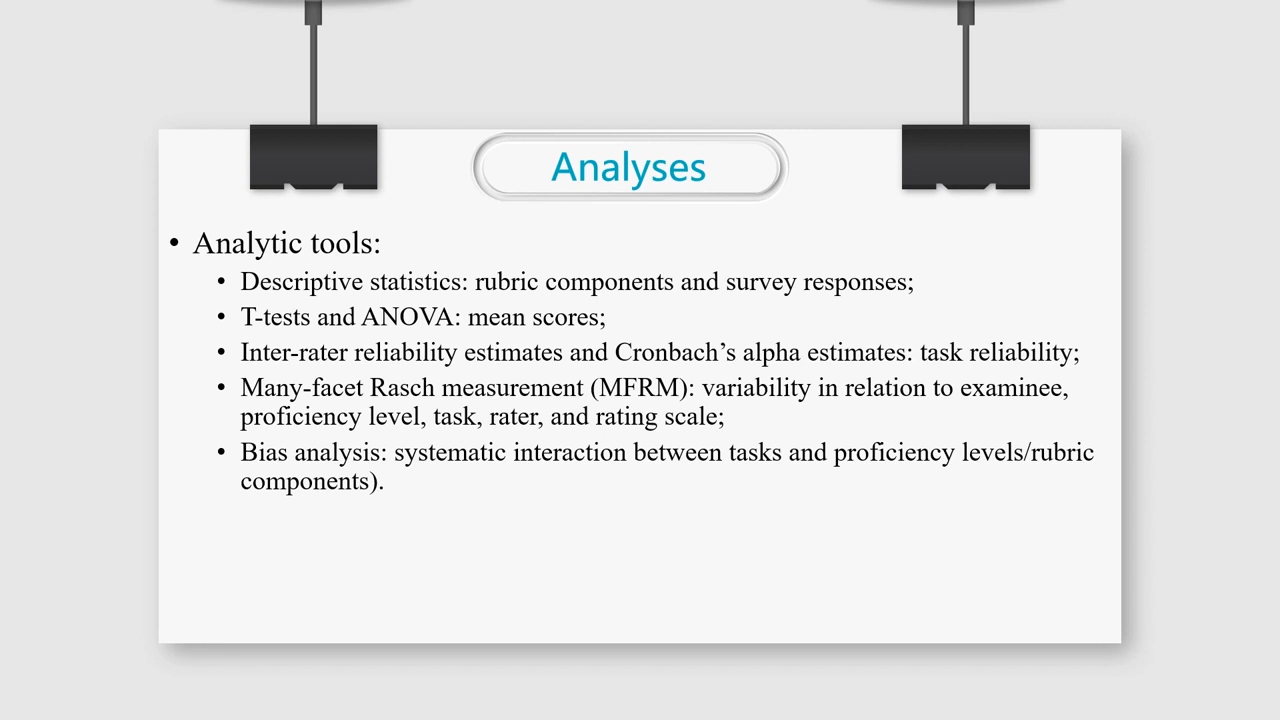 Analyses
• Analytic tools:
• Descriptive statistics: rubric components and survey responses;
• T-tests and ANOVA: mean scores;
• Inter-rater reliability estimates and Cronbach’s alpha estimates: task reliability;
• Many-facet Rasch measurement (MFRM): variability in relation to examinee,
proficiency level, task, rater, and rating scale;
• Bias analysis: systematic interaction between tasks and proficiency levels/rubric
components).